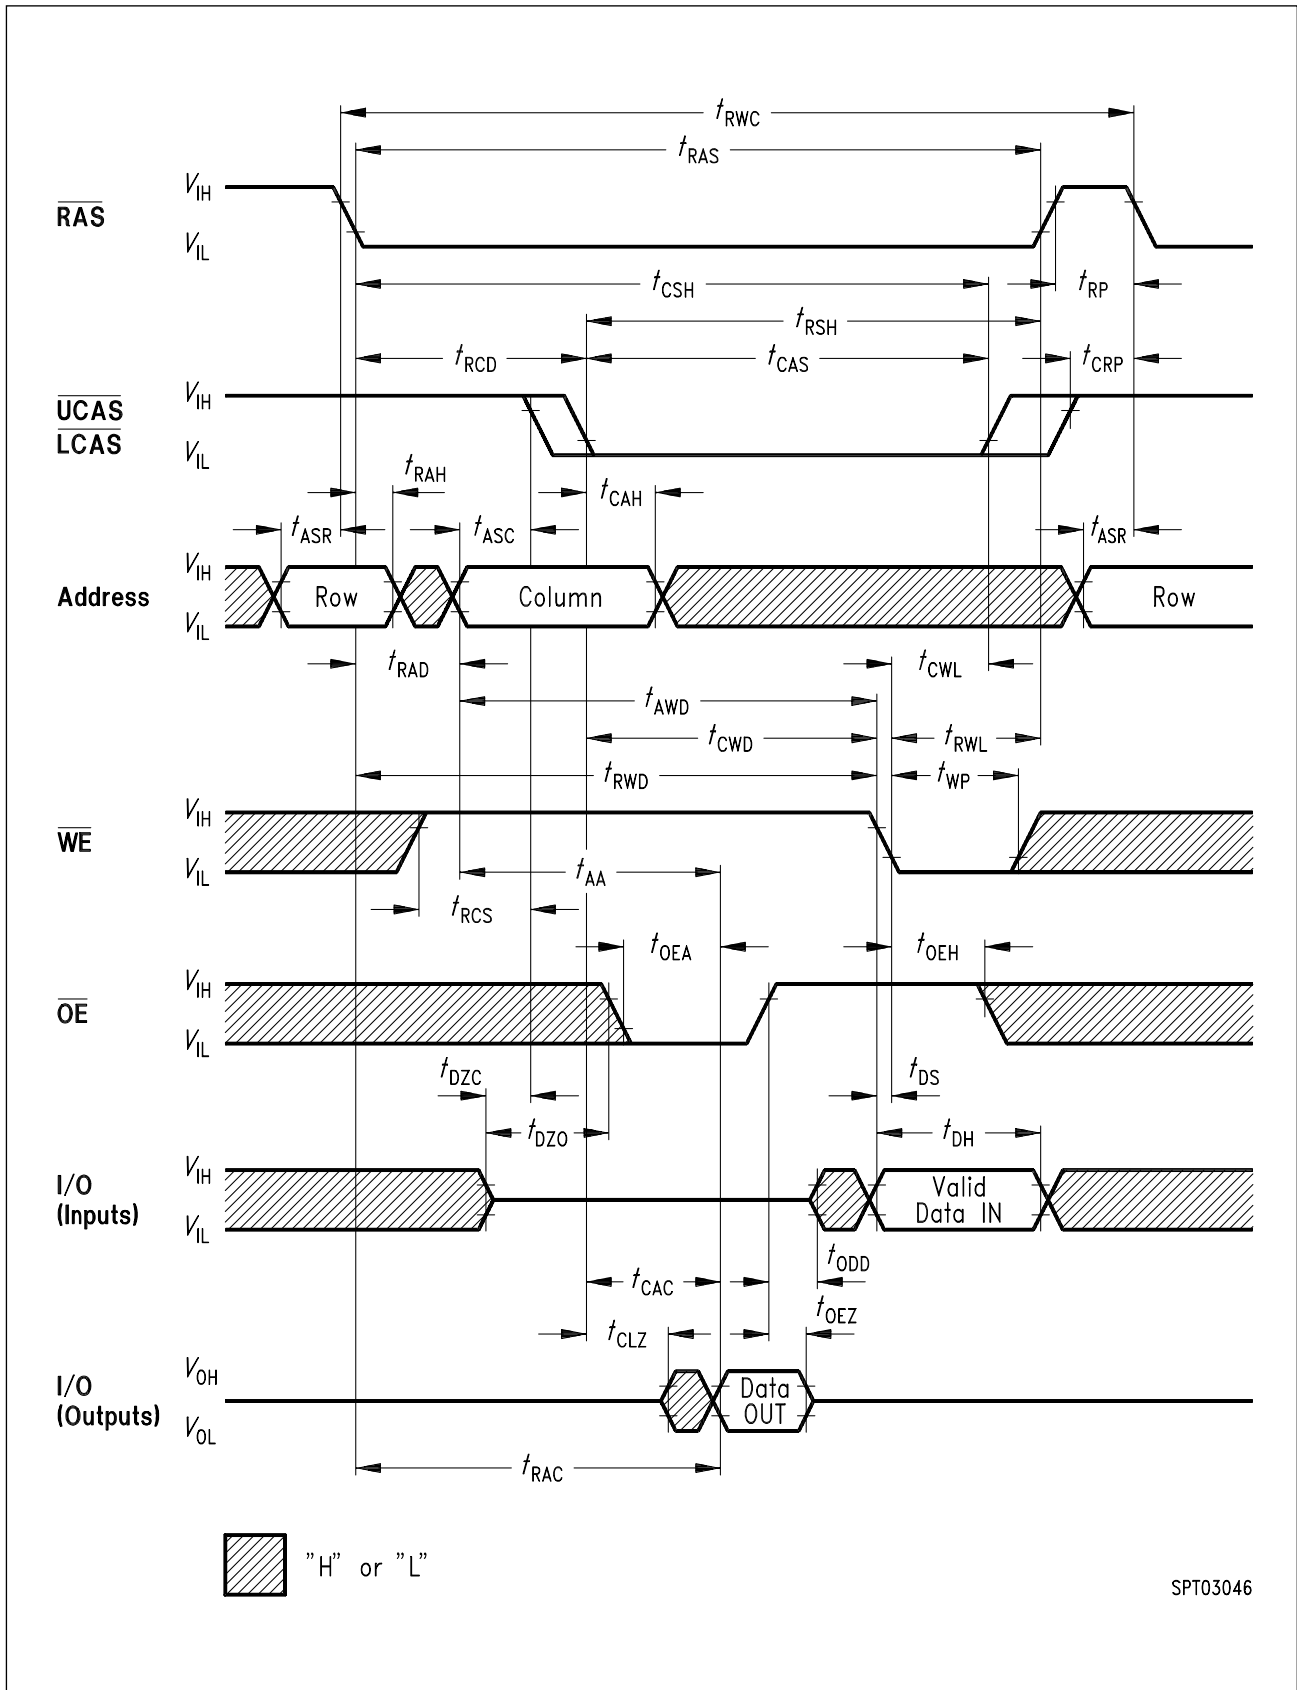 tRWC
tRAS
RAS
VIH
VIL
tCSH
tRP
tRSH
tRCD
tCAS
tCRP
UCAS
LCAS
VIH
VIL
tRAH
tCAH
tASR
tASC
tASR
Address
VIH
VIL
Row
Column
Row
tRAD
tCWL
tAWD
tCWD
tRWL
tRWD
tWP
WE
VIH
VIL
tAA
tRCS
tOEA
tOEH
OE
VIH
VIL
tDZC
tDS
tDZO
tDH
I/O
(Inputs)
VIH
VIL
Valid
Data IN
tODD
tCAC
tOEZ
tCLZ
I/O
(Outputs)
VOH
VOL
Data
OUT
tRAC
"H" or "L"
SPT03046